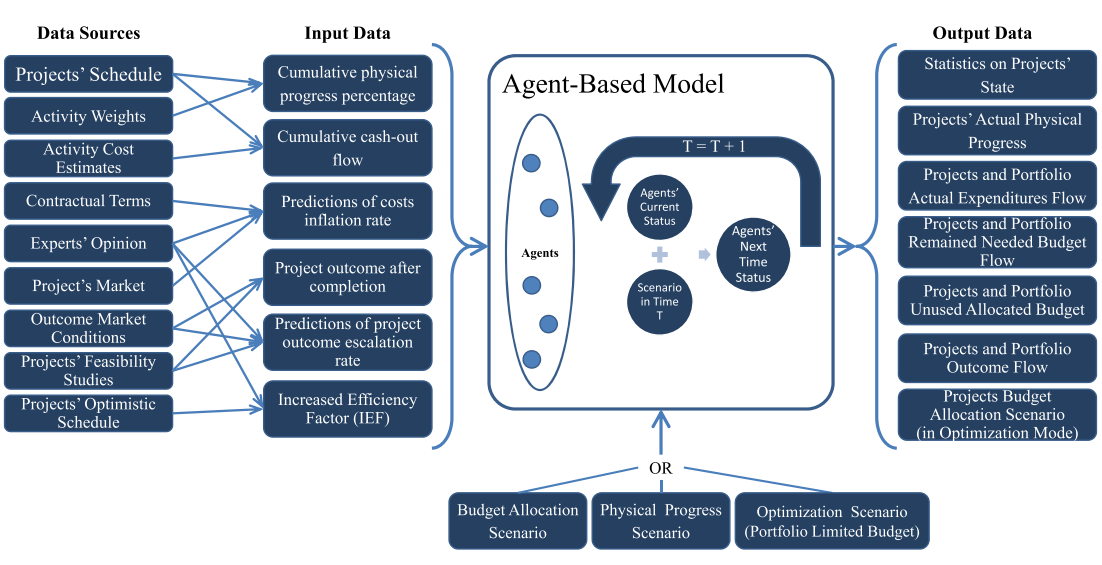 Data Sources
Projects’ Schedule
Activity Weights
Activity Cost
Estimates
Contractual Terms
Experts’ Opinion
Project’s Market
Outcome Market
Conditions
Projects’ Feasibility
Studies
Projects’ Optimistic
Schedule
Input Data
Cumulative physical
progress percentage
Cumulative cash-out
flow
Predictions of costs
inflation rate
Project outcome after
completion
Predictions of project
outcome escalation
rate
Increased Efficiency
Factor (IEF)
Agent-Based Model
Agents
T = T + 1
Agents’
Current
Status
Scenario
in Time
T
Agents’
Next
Time
Status
OR
Budget Allocation
Scenario
Physical Progress
Scenario
Optimization Scenario
(Portfolio Limited Budget)
Output Data
Statistics on Projects’
State
Projects’ Actual Physical
Progress
Projects and Portfolio
Actual Expenditures Flow
Projects and Portfolio
Remained Needed Budget
Flow
Projects and Portfolio
Unused Allocated Budget
Projects and Portfolio
Outcome Flow
Projects Budget
Allocation Scenario
(in Optimization Mode)